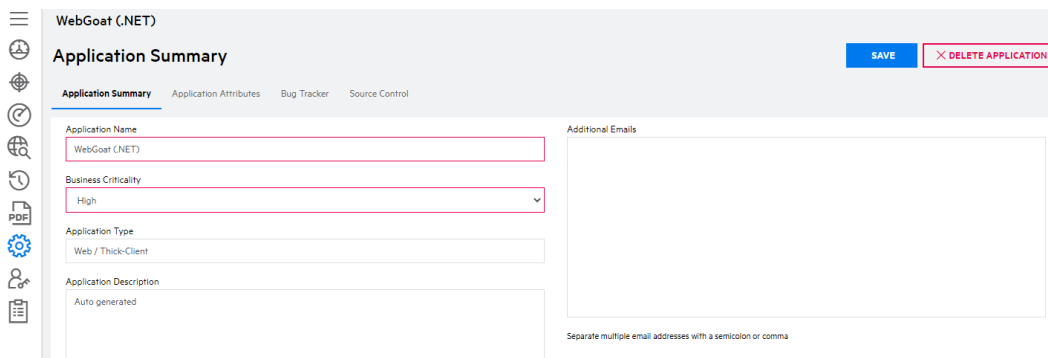 WebGoat (.NET)
Application Summary
SAVE
DELETE APPLICATION
Application Summary
Application Attributes
Bug Tracker
Source Control
Application Name
WebGoat (.NET)
Business Criticality
High
Application Type
Web / Thick-Client
Application Description
Auto generated
Additional Emails
Separate multiple email addresses with a semicolon or comma
PDF